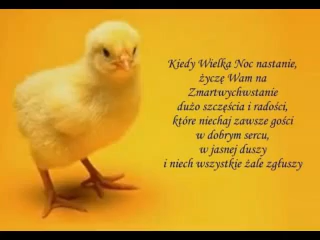 Kiedy Wielka Noc nastanie,
życzę Wam na
Zmartwychwstanie
dużo szczęścia i radości,
które niechaj zawsze gości
w dobrym sercu,
w jasnej duszy
i niech wszystkie żale zgłuszy